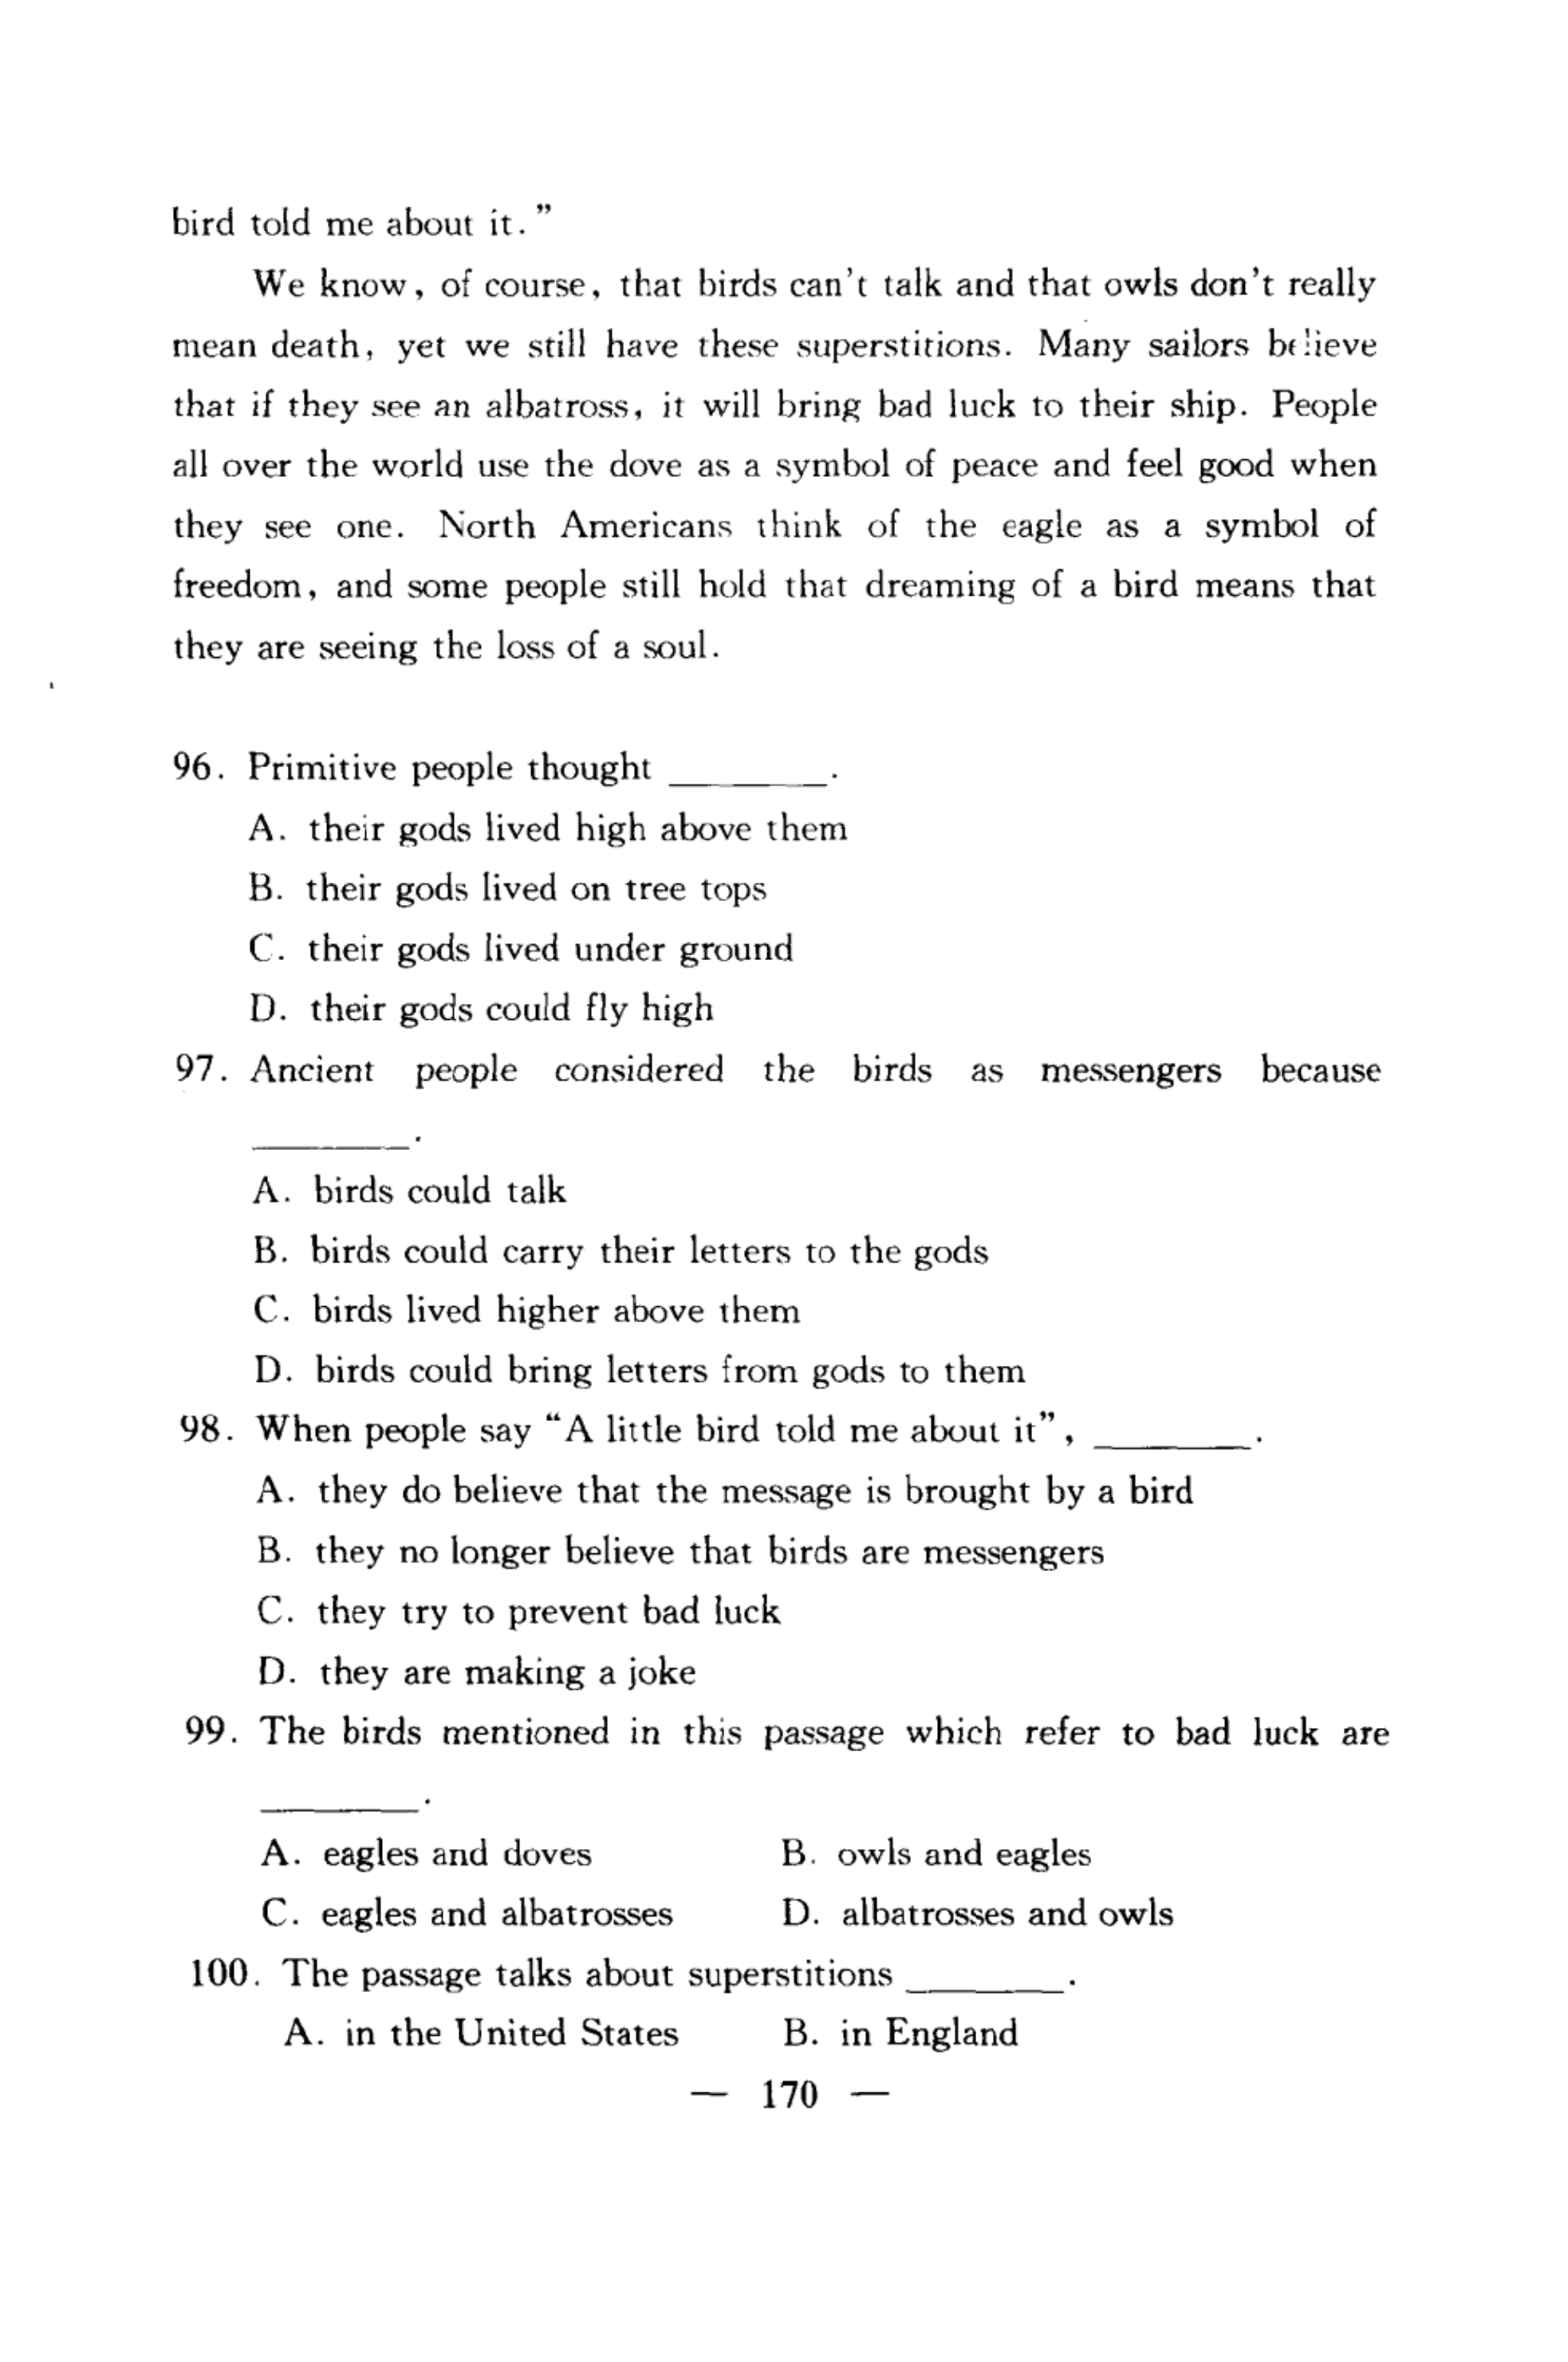 bird told me about it.”
We know, of course, that birds can't talk and that owls don't really
mean death, yet we still have these superstitions. Many sailors believe
that if they see an albatross, it will bring bad luck to their ship. People
all over the world use the dove as a symbol of peace and feel good when
they see one. North Americans think of the eagle as a symbol of
freedom, and some people still hold that dreaming of a bird means that
they are seeing the loss of a soul.
96. Primitive people thought ________.
A. their gods lived high above them
B. their gods lived on tree tops
C. their gods lived under ground
D. their gods could fly high
97. Ancient people considered the birds as messengers because
________.
A. birds could talk
B. birds could carry their letters to the gods
C. birds lived higher above them
D. birds could bring letters from gods to them
98. When people say “A little bird told me about it”, ________.
A. they do believe that the message is brought by a bird
B. they no longer believe that birds are messengers
C. they try to prevent bad luck
D. they are making a joke
99. The birds mentioned in this passage which refer to bad luck are
________.
A. eagles and doves B. owls and eagles
C. eagles and albatrosses D. albatrosses and owls
100. The passage talks about superstitions ________.
A. in the United States B. in England
— 170 —